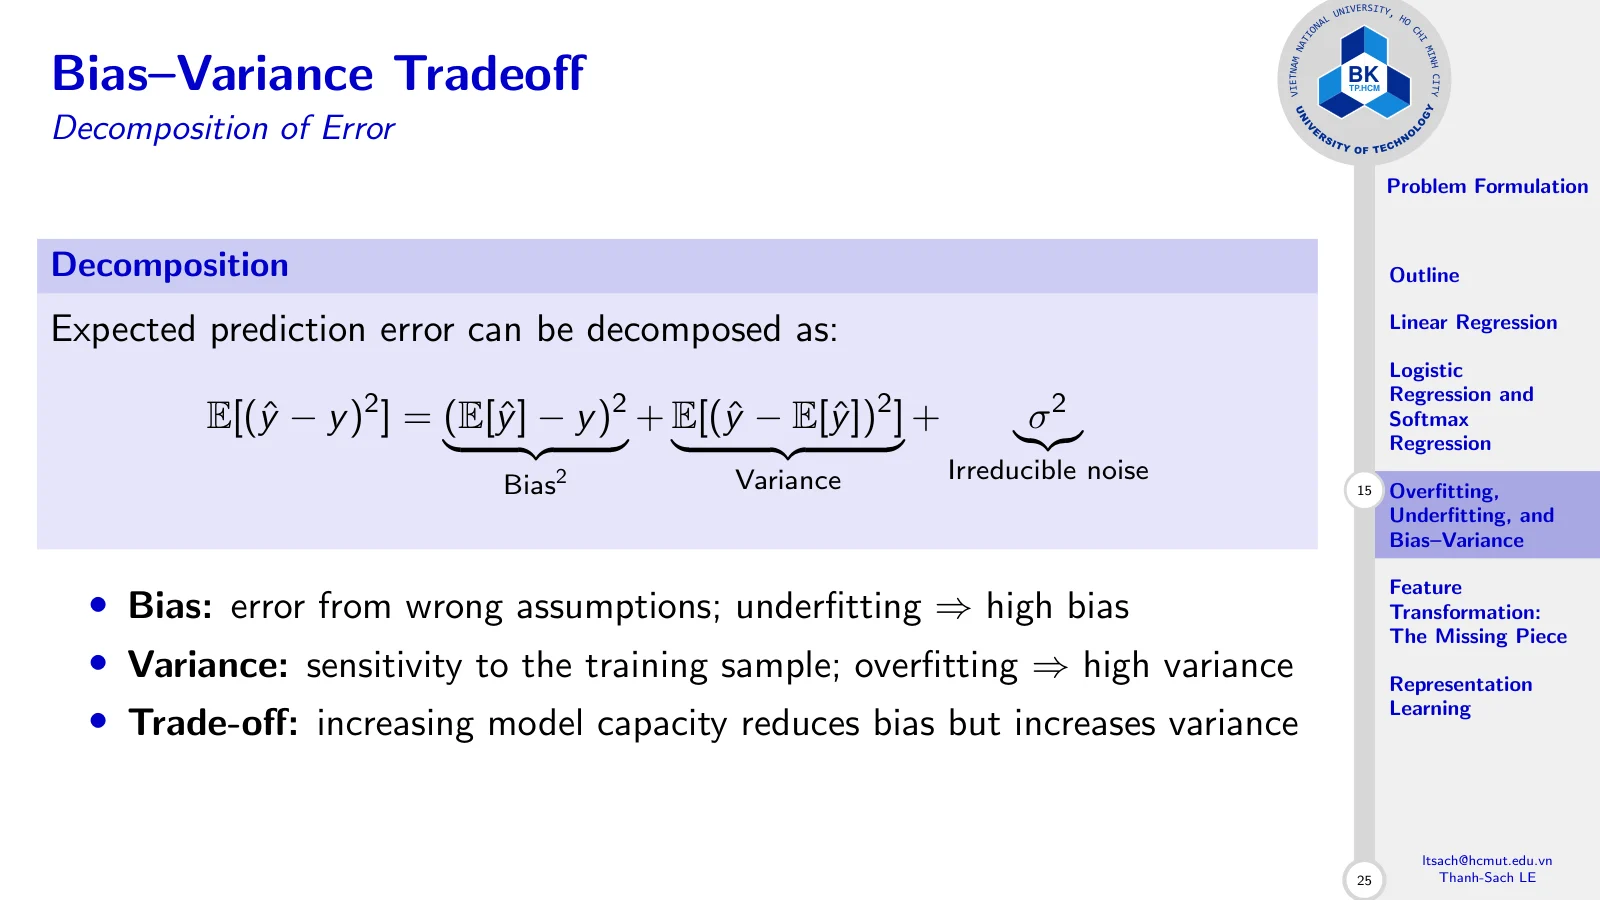 Bias–Variance Tradeoff
Decomposition of Error
Decomposition
Expected prediction error can be decomposed as:
𝔼[(ŷ − y)²] = (𝔼[ŷ] − y)² + 𝔼[(ŷ − 𝔼[ŷ])²] + σ²
Bias² Variance Irreducible noise
• Bias: error from wrong assumptions; underfitting ⇒ high bias
• Variance: sensitivity to the training sample; overfitting ⇒ high variance
• Trade-off: increasing model capacity reduces bias but increases variance
VIETNAM NATIONAL UNIVERSITY, HO CHI MINH CITY
BK
TP.HCM
UNIVERSITY OF TECHNOLOGY
Problem Formulation
Outline
Linear Regression
Logistic
Regression and
Softmax
Regression
15
Overfitting,
Underfitting, and
Bias–Variance
Feature
Transformation:
The Missing Piece
Representation
Learning
ltsach@hcmut.edu.vn
Thanh-Sach LE
25